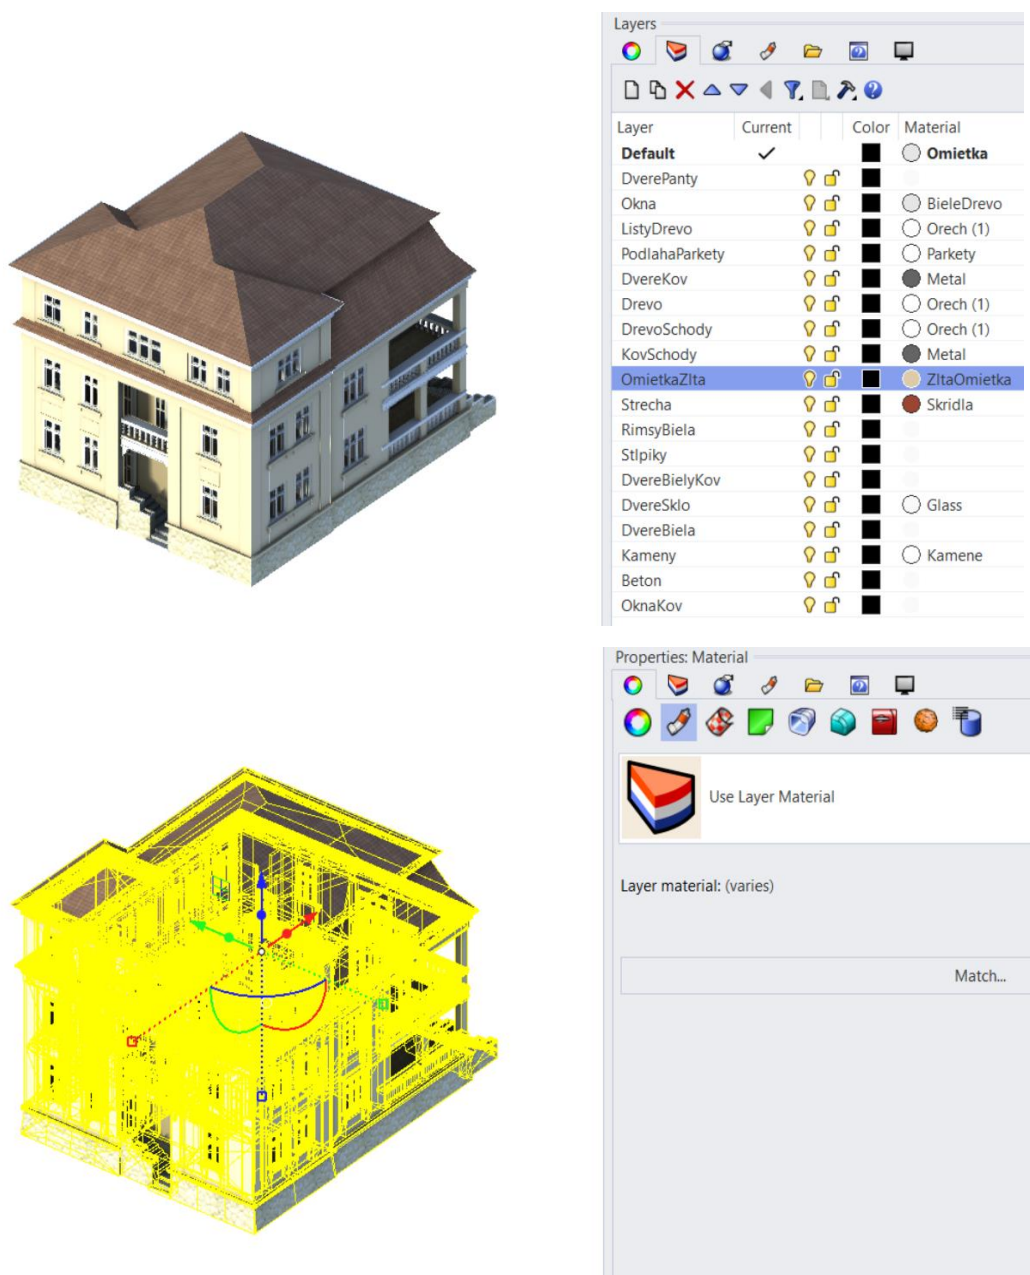 Layers
Layer Current Color Material
Default Omietka
DverePanty
Okna BieleDrevo
ListyDrevo Orech (1)
PodlahaParkety Parkety
DvereKov Metal
Drevo Orech (1)
DrevoSchody Orech (1)
KovSchody Metal
OmietkaZlta ZltaOmietka
Strecha Skridla
RimsyBiela
Stlpiky
DvereBielyKov
DvereSklo Glass
DvereBiela
Kameny Kamene
Beton
OknaKov
Properties: Material
Use Layer Material
Layer material: (varies)
Match...